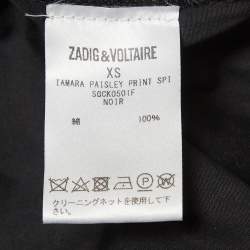 ZADIG&VOLTAIRE
XS
TAMARA PAISLEY PRINT SPI
SGCK0501F
NOIR
綿 100%
クリーニングネットを使用して下さい